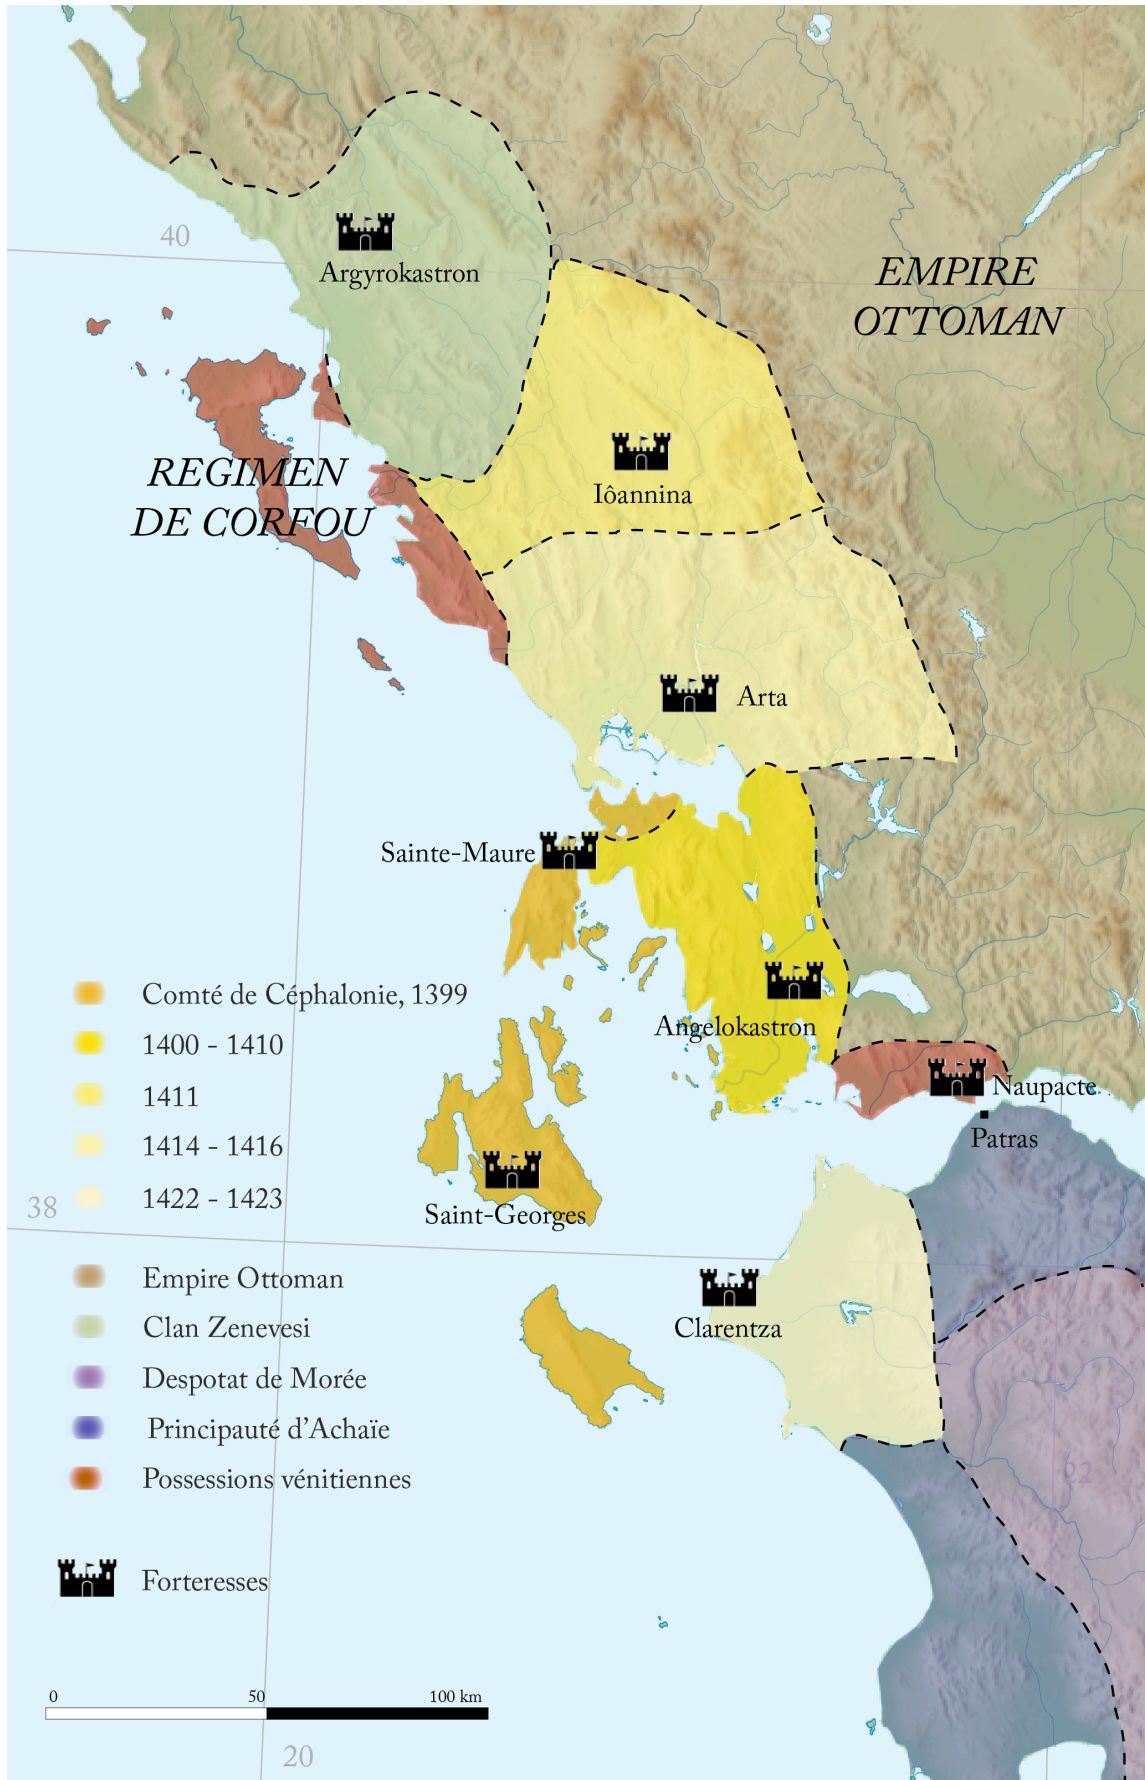 40
Argyrokastron
EMPIRE
OTTOMAN
REGIMEN
DE CORFOU
Iôannina
Arta
Sainte-Maure
Angelokastron
Naupacte
Patras
Saint-Georges
Clarentza
38
22
20
Comté de Céphalonie, 1399
1400 - 1410
1411
1414 - 1416
1422 - 1423
Empire Ottoman
Clan Zenevesi
Despotat de Morée
Principauté d'Achaïe
Possessions vénitiennes
Forteresses
0 50 100 km